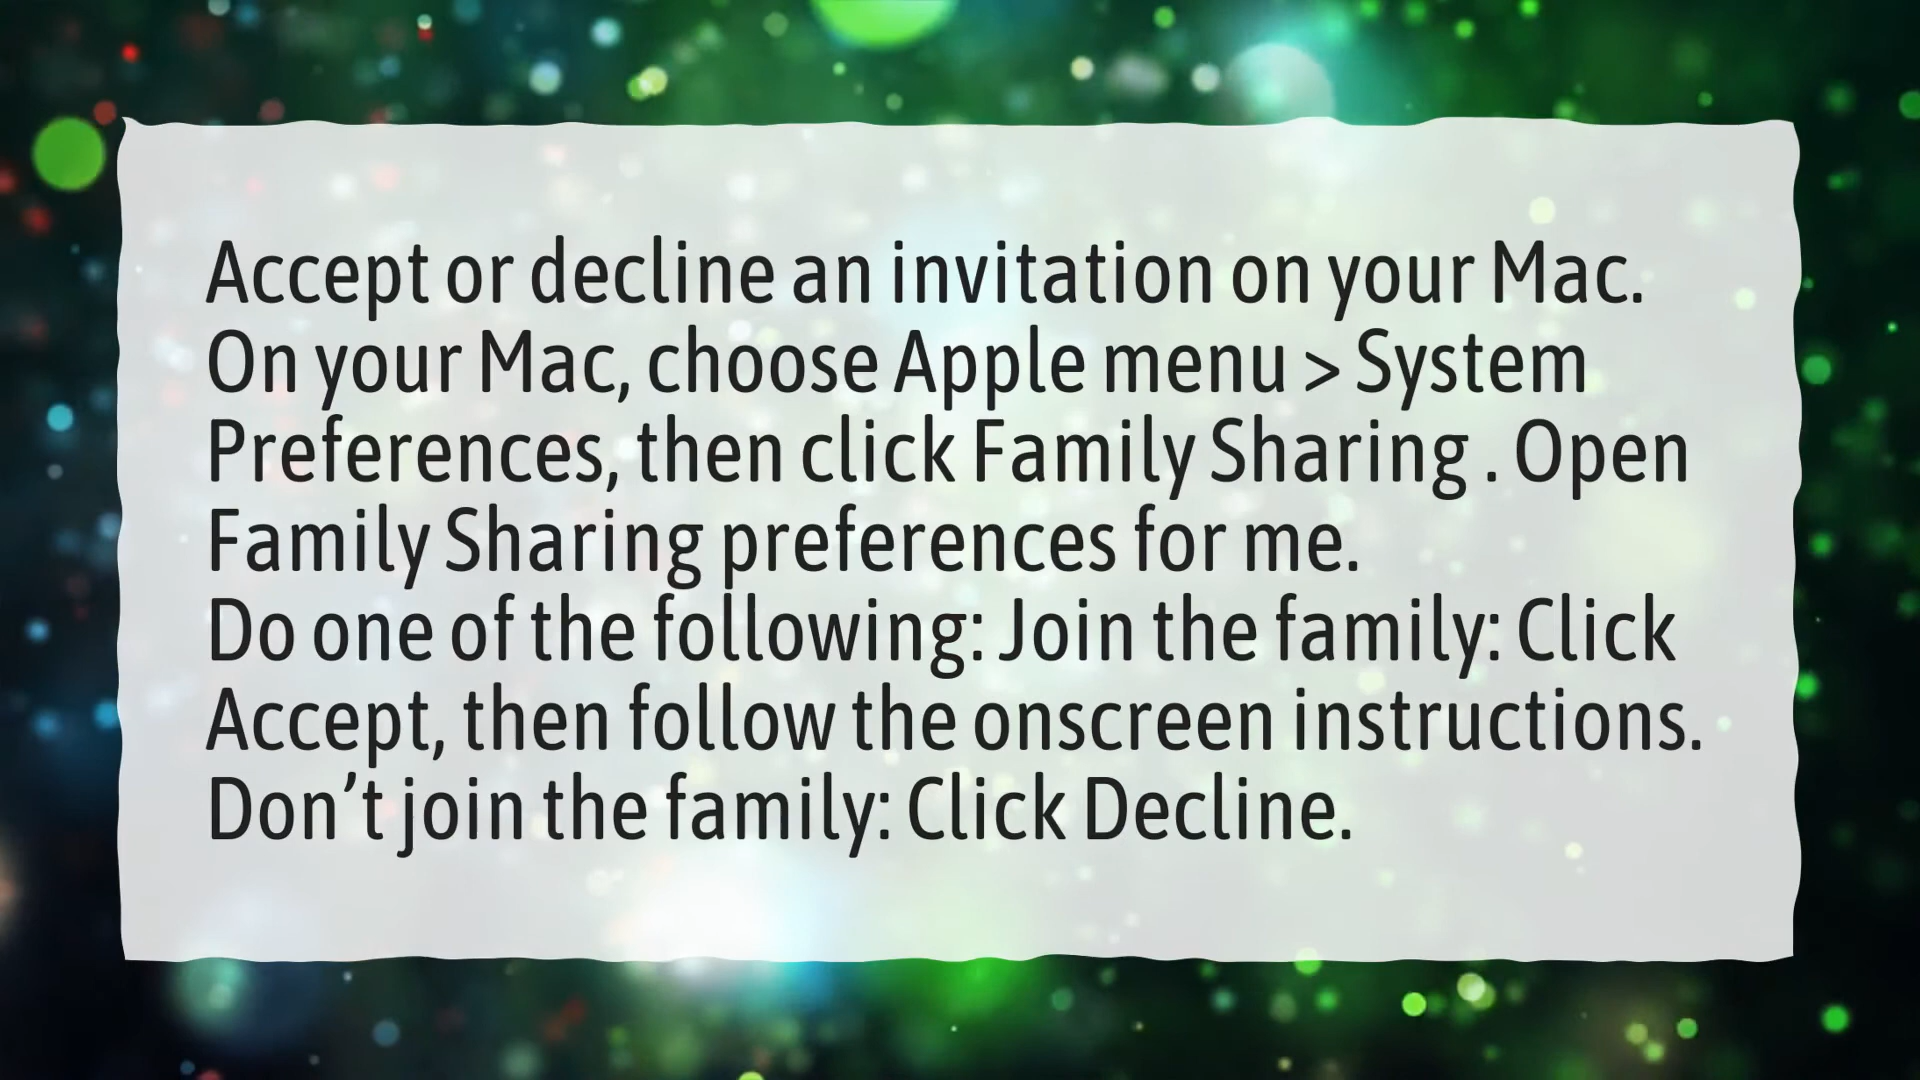 Accept or decline an invitation on your Mac.
On your Mac, choose Apple menu > System
Preferences, then click Family Sharing . Open
Family Sharing preferences for me.
Do one of the following: Join the family: Click
Accept, then follow the onscreen instructions.
Don’t join the family: Click Decline.